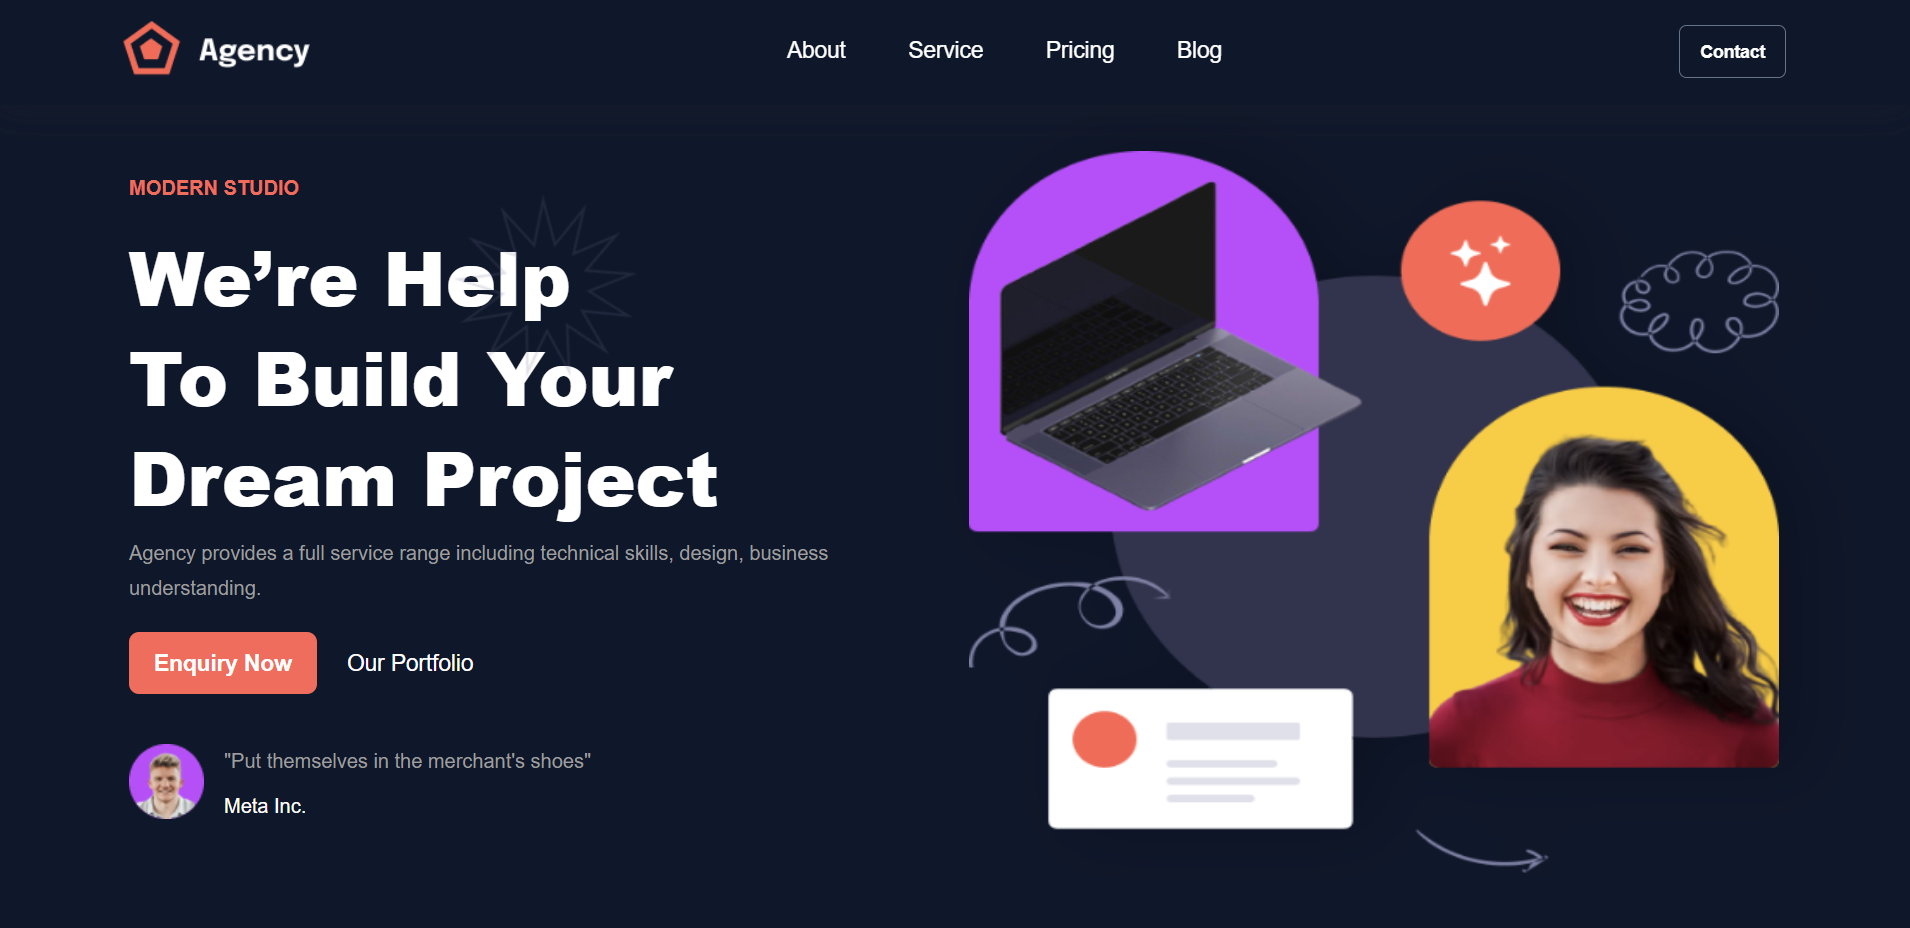 Agency
About
Service
Pricing
Blog
Contact
MODERN STUDIO
We’re Help
To Build Your
Dream Project
Agency provides a full service range including technical skills, design, business
understanding.
Enquiry Now
Our Portfolio
"Put themselves in the merchant's shoes"
Meta Inc.